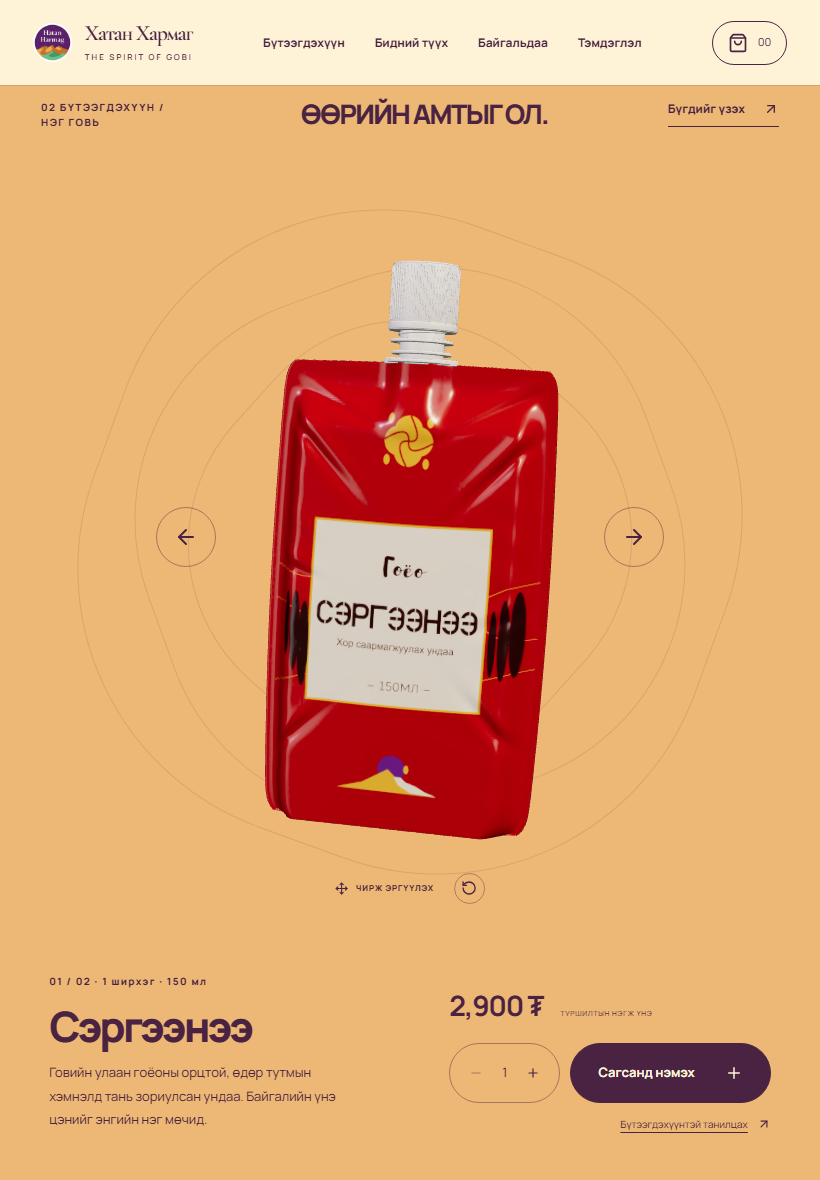 Hatan
Harmag
Хатан Хармаг
THE SPIRIT OF GOBI
Бүтээгдэхүүн
Бидний түүх
Байгальдаа
Тэмдэглэл
00
02 БҮТЭЭГДЭХҮҮН /
НЭГ ГОВЬ
ӨӨРИЙН АМТЫГ ОЛ.
Бүгдийг үзэх
Гоёо
СЭРГЭЭНЭЭ
Хор саармагжуулах ундаа
– 150МЛ –
ЧИРЖ ЭРГҮҮЛЭХ
01 / 02 · 1 ширхэг · 150 мл
Сэргээнээ
Говийн улаан гоёоны орцтой, өдөр тутмын
хэмнэлд тань зориулсан ундаа. Байгалийн үнэ
цэнийг энгийн нэг мөчид.
2,900 ₮
ТУРШИЛТЫН НЭГЖ ҮНЭ
− 1 +
Сагсанд нэмэх +
Бүтээгдэхүүнтэй танилцах